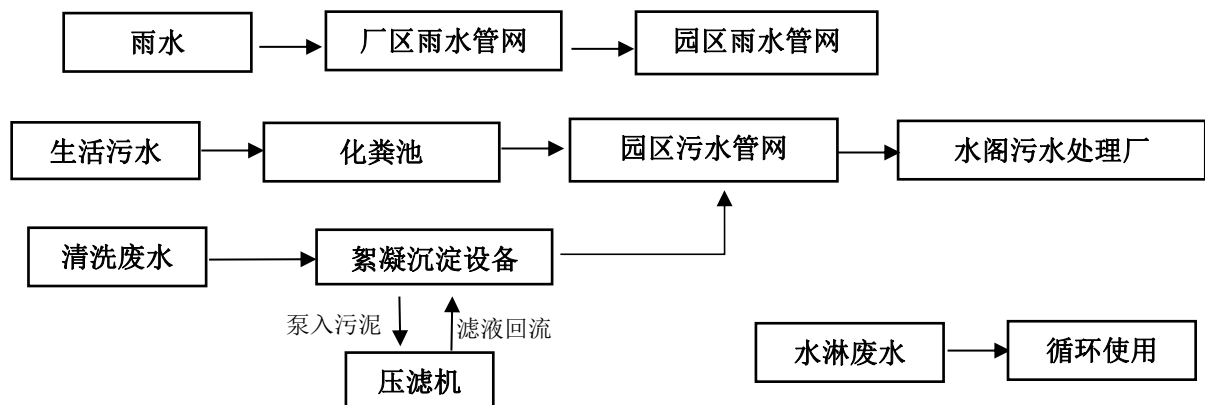 雨水
厂区雨水管网
园区雨水管网
生活污水
化粪池
园区污水管网
水阁污水处理厂
清洗废水
絮凝沉淀设备
泵入污泥
滤液回流
压滤机
水淋废水
循环使用